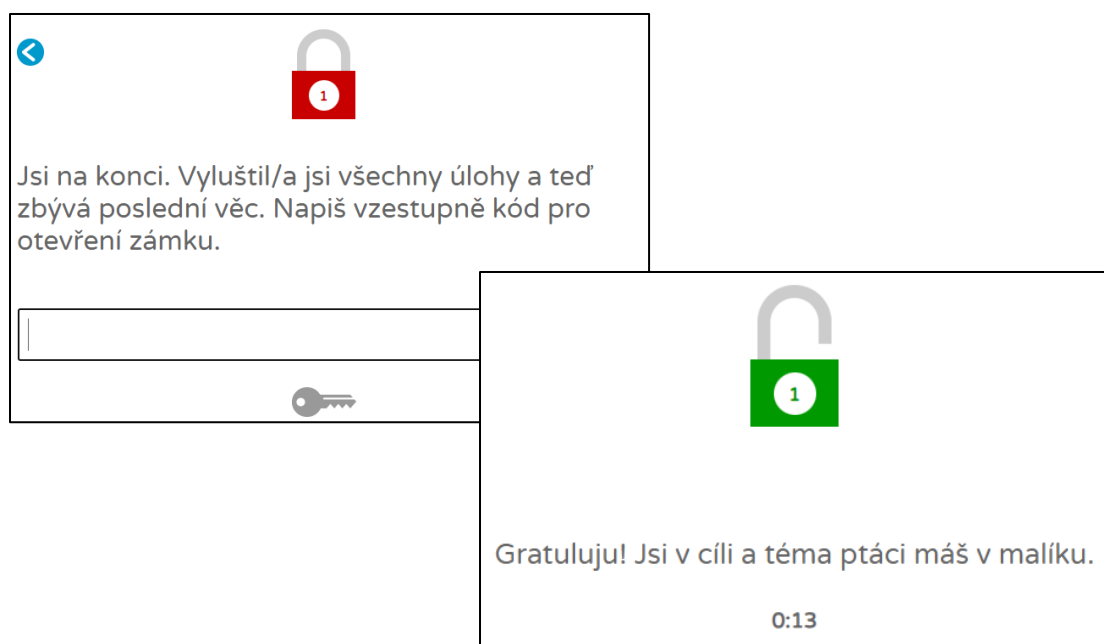 1
Jsi na konci. Vyluštil/a jsi všechny úlohy a teď
zbývá poslední věc. Napiš vzestupně kód pro
otevření zámku.
1
Gratuluju! Jsi v cíli a téma ptáci máš v malíku.
0:13